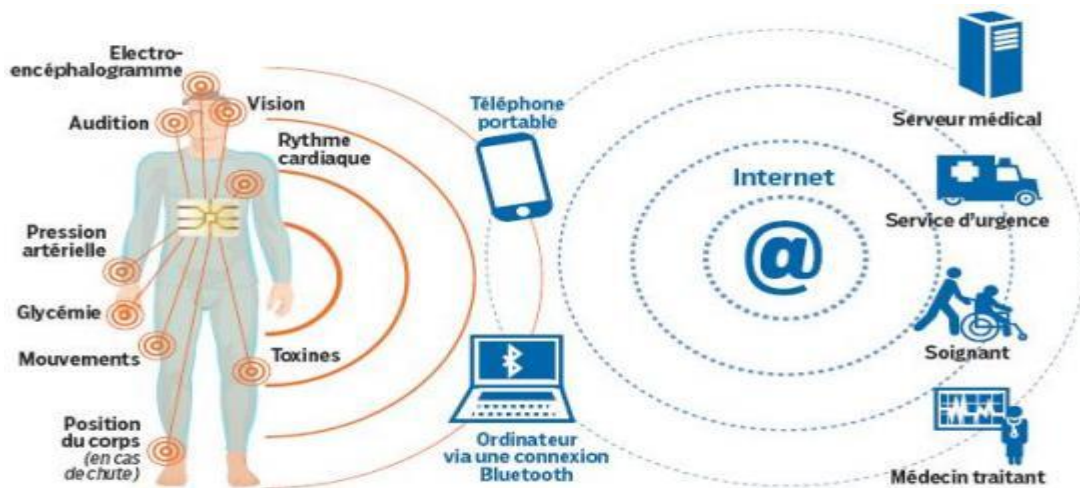 Electro-
encéphalogramme
Vision
Audition
Rythme
cardiaque
Pression
artérielle
Glycémie
Mouvements
Toxines
Position
du corps
(en cas
de chute)
Téléphone
portable
Ordinateur
via une connexion
Bluetooth
Internet
@
Serveur médical
Service d'urgence
Soignant
Médecin traitant